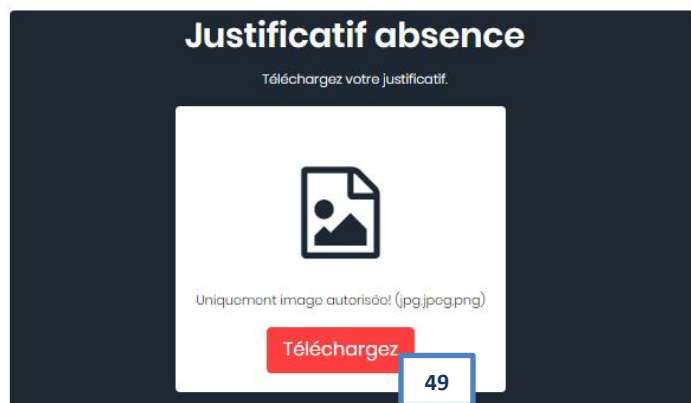 Justificatif absence
Téléchargez votre justificatif.
Uniquement image autorisée! (jpg,jpeg,png)
Téléchargez
49